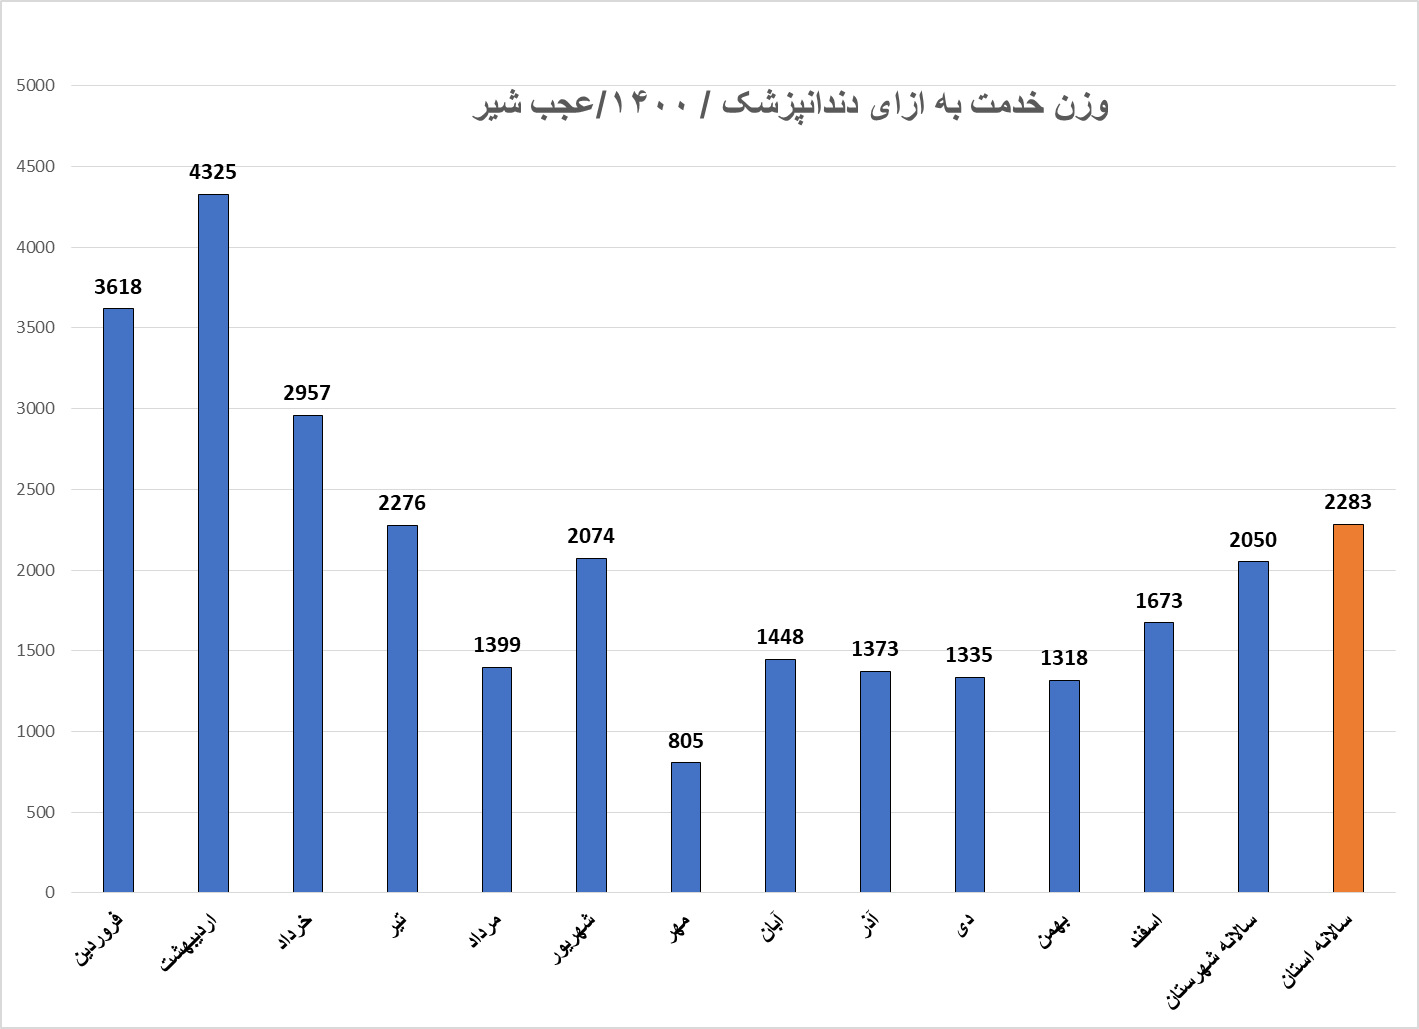 وزن خدمت به ازای دندانپزشک / ۱۴۰۰/عجب شیر
5000
4500
4000
3500
3000
2500
2000
1500
1000
500
0
3618
4325
2957
2276
1399
2074
805
1448
1373
1335
1318
1673
2050
2283
فروردین
اردیبهشت
خرداد
تیر
مرداد
شهریور
مهر
آبان
آذر
دی
بهمن
اسفند
سالانه شهرستان
سالانه استان